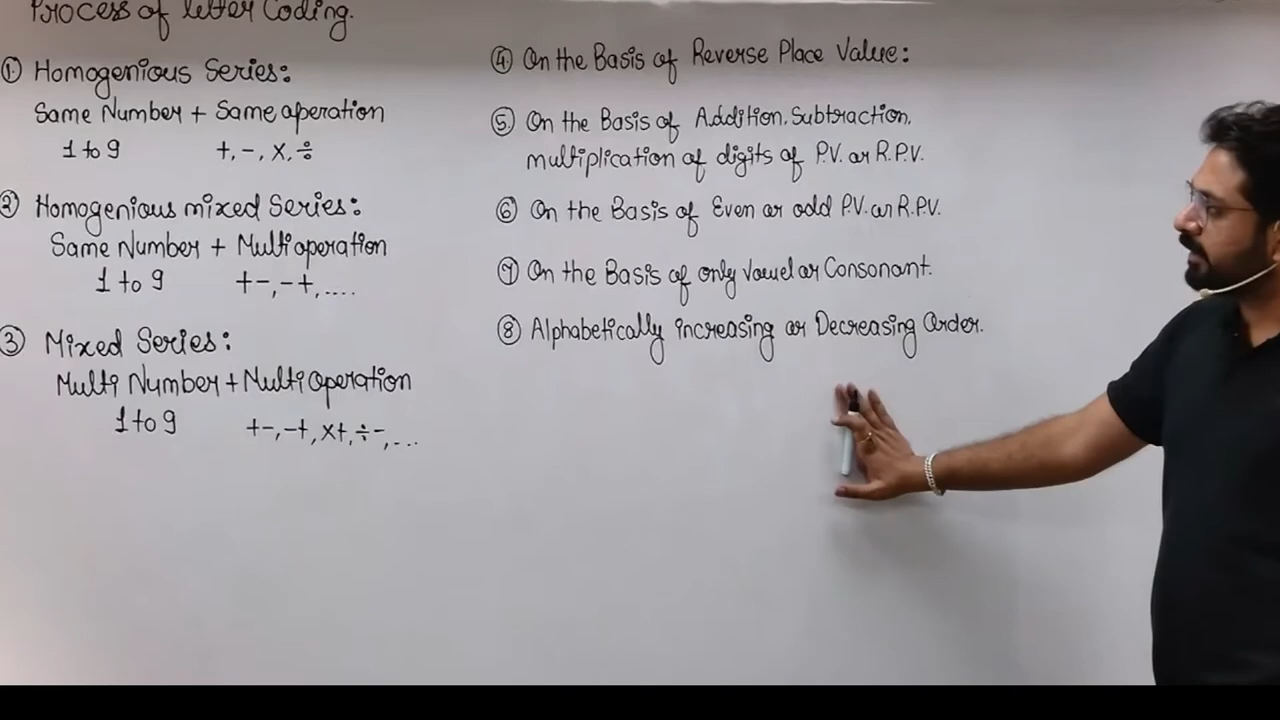 Process of letter Coding.
① Homogenious Series:
Same Number + Same operation
1 to 9 +, -, x, ÷
② Homogenious mixed Series:
Same Number + Multi operation
1 to 9 +-, -+, ....
③ Mixed Series:
Multi Number + Multi Operation
1 to 9 +-, -+, x+, ÷-, ...
④ On the Basis of Reverse Place Value:
⑤ On the Basis of Addition, Subtraction,
multiplication of digits of P.V. or R.P.V.
⑥ On the Basis of Even or odd P.V. or R.P.V.
⑦ On the Basis of only vowel or Consonant.
⑧ Alphabetically increasing or Decreasing Order.